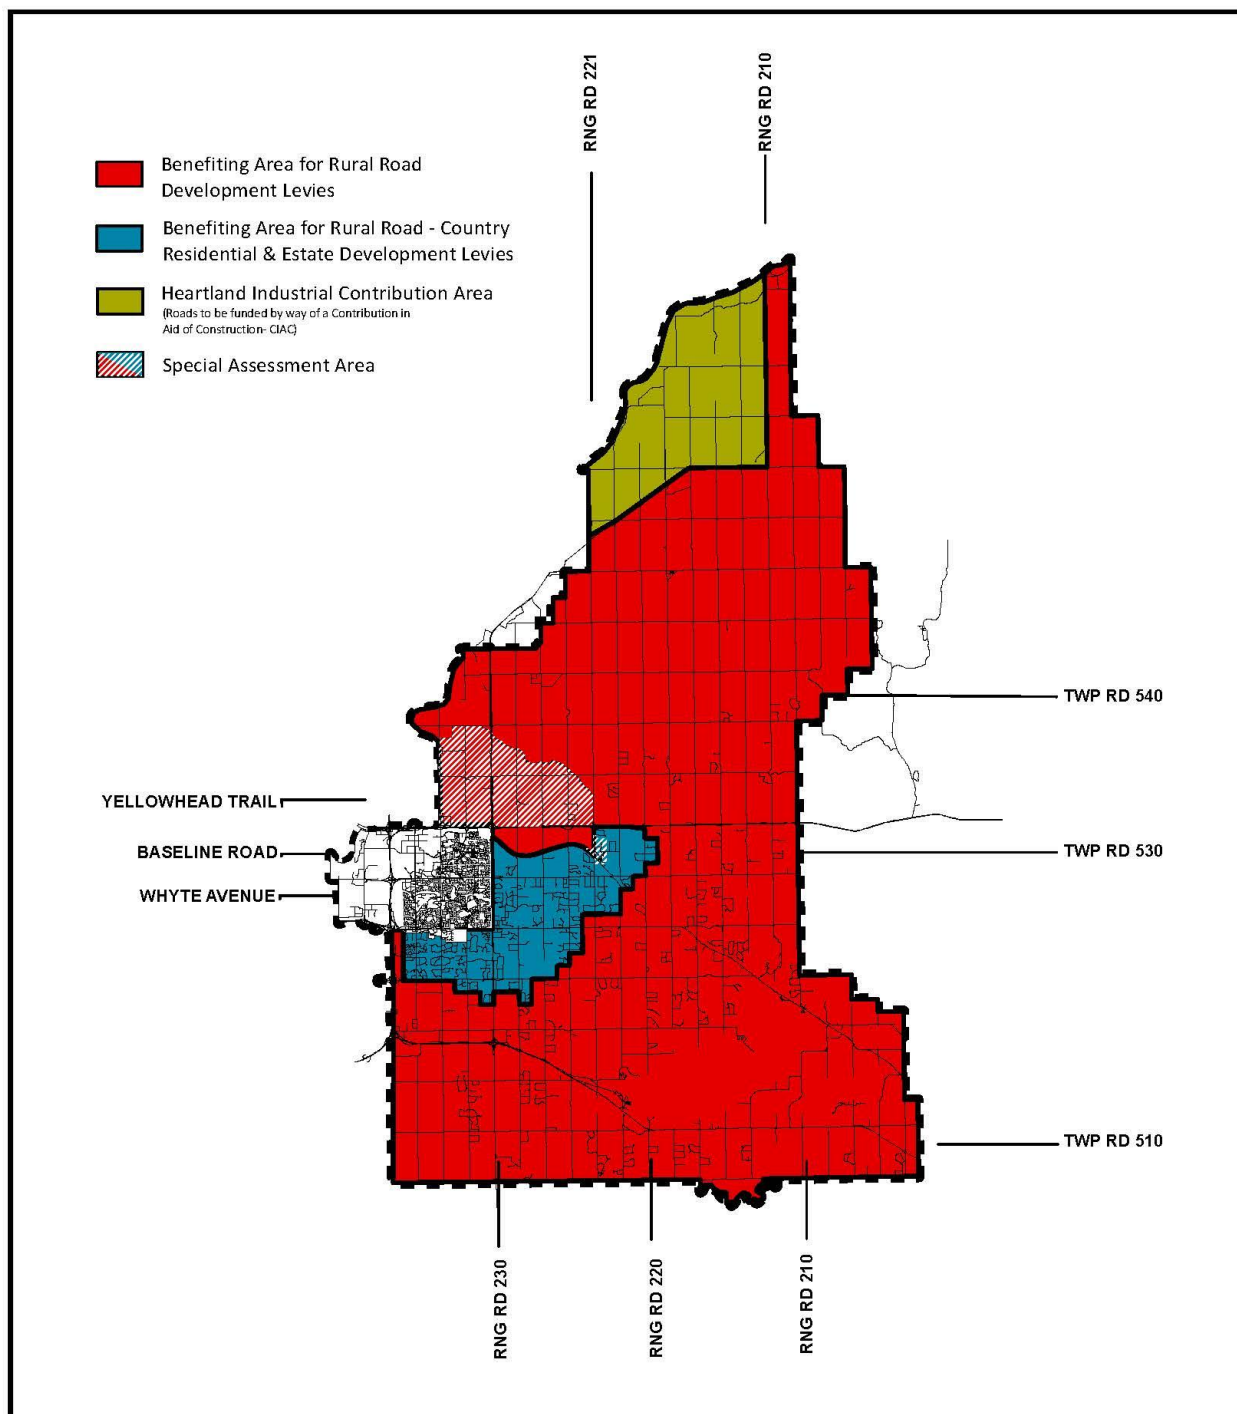 RNG RD 221
RNG RD 210
Benefiting Area for Rural Road
Development Levies
Benefiting Area for Rural Road - Country
Residential & Estate Development Levies
Heartland Industrial Contribution Area
(Roads to be funded by way of a Contribution in
Aid of Construction- CIAC)
Special Assessment Area
TWP RD 540
YELLOWHEAD TRAIL
BASELINE ROAD
TWP RD 530
WHYTE AVENUE
TWP RD 510
RNG RD 230
RNG RD 220
RNG RD 210